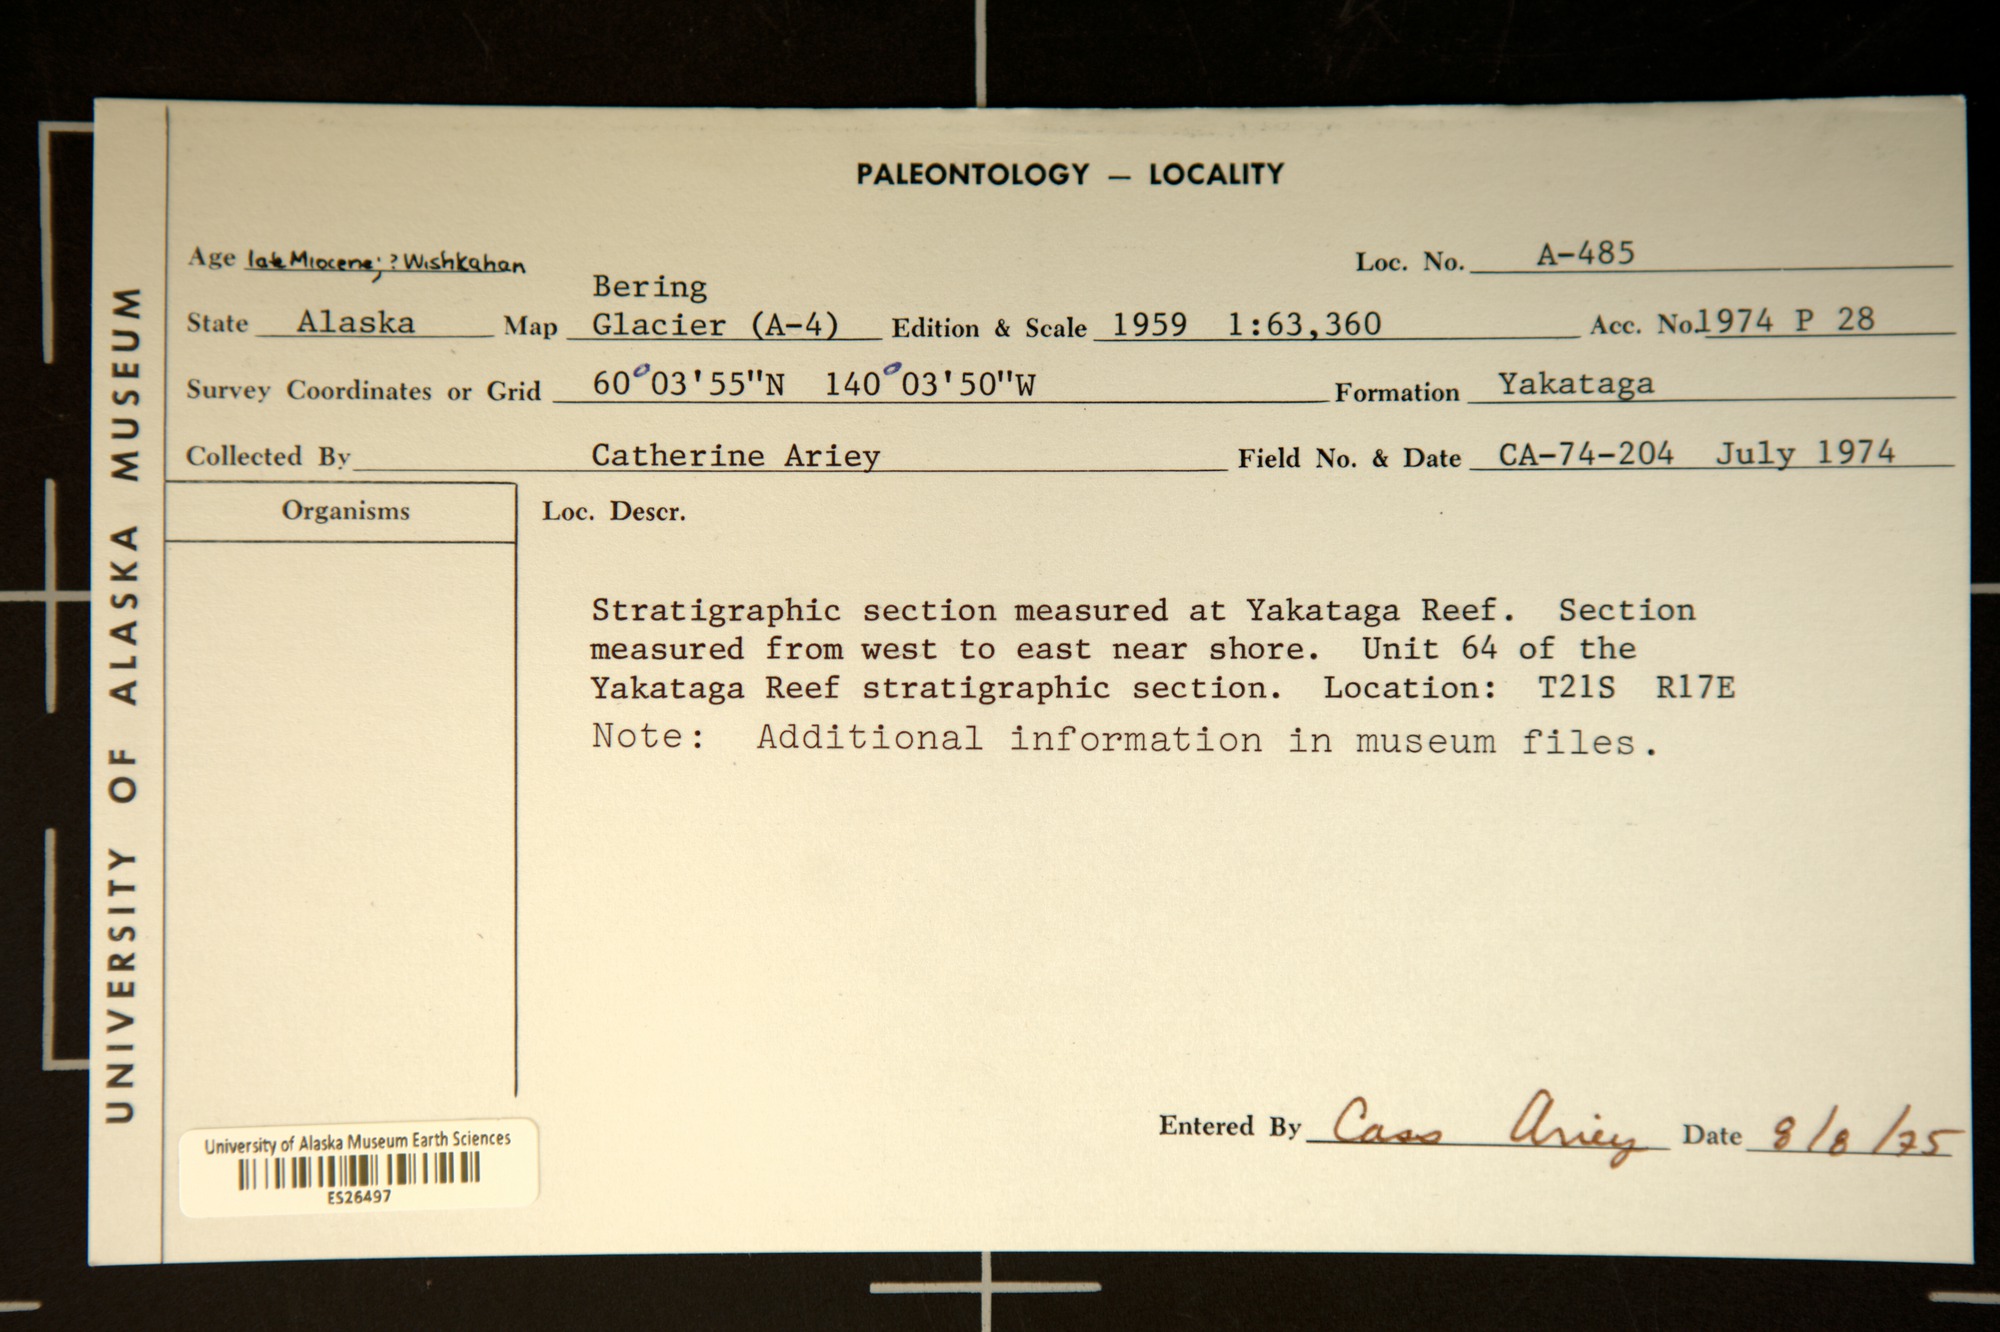 UNIVERSITY OF ALASKA MUSEUM
PALEONTOLOGY — LOCALITY
Age late Miocene; ? Wishkahan
Loc. No. A-485
State Alaska Map Bering Glacier (A-4) Edition & Scale 1959 1:63,360 Acc. No. 1974 P 28
Survey Coordinates or Grid 60°03'55"N 140°03'50"W Formation Yakataga
Collected By Catherine Ariey Field No. & Date CA-74-204 July 1974
Organisms
Loc. Descr.
Stratigraphic section measured at Yakataga Reef. Section
measured from west to east near shore. Unit 64 of the
Yakataga Reef stratigraphic section. Location: T21S R17E
Note: Additional information in museum files.
Entered By Cass Ariey Date 8/8/75
University of Alaska Museum Earth Sciences
ES26497